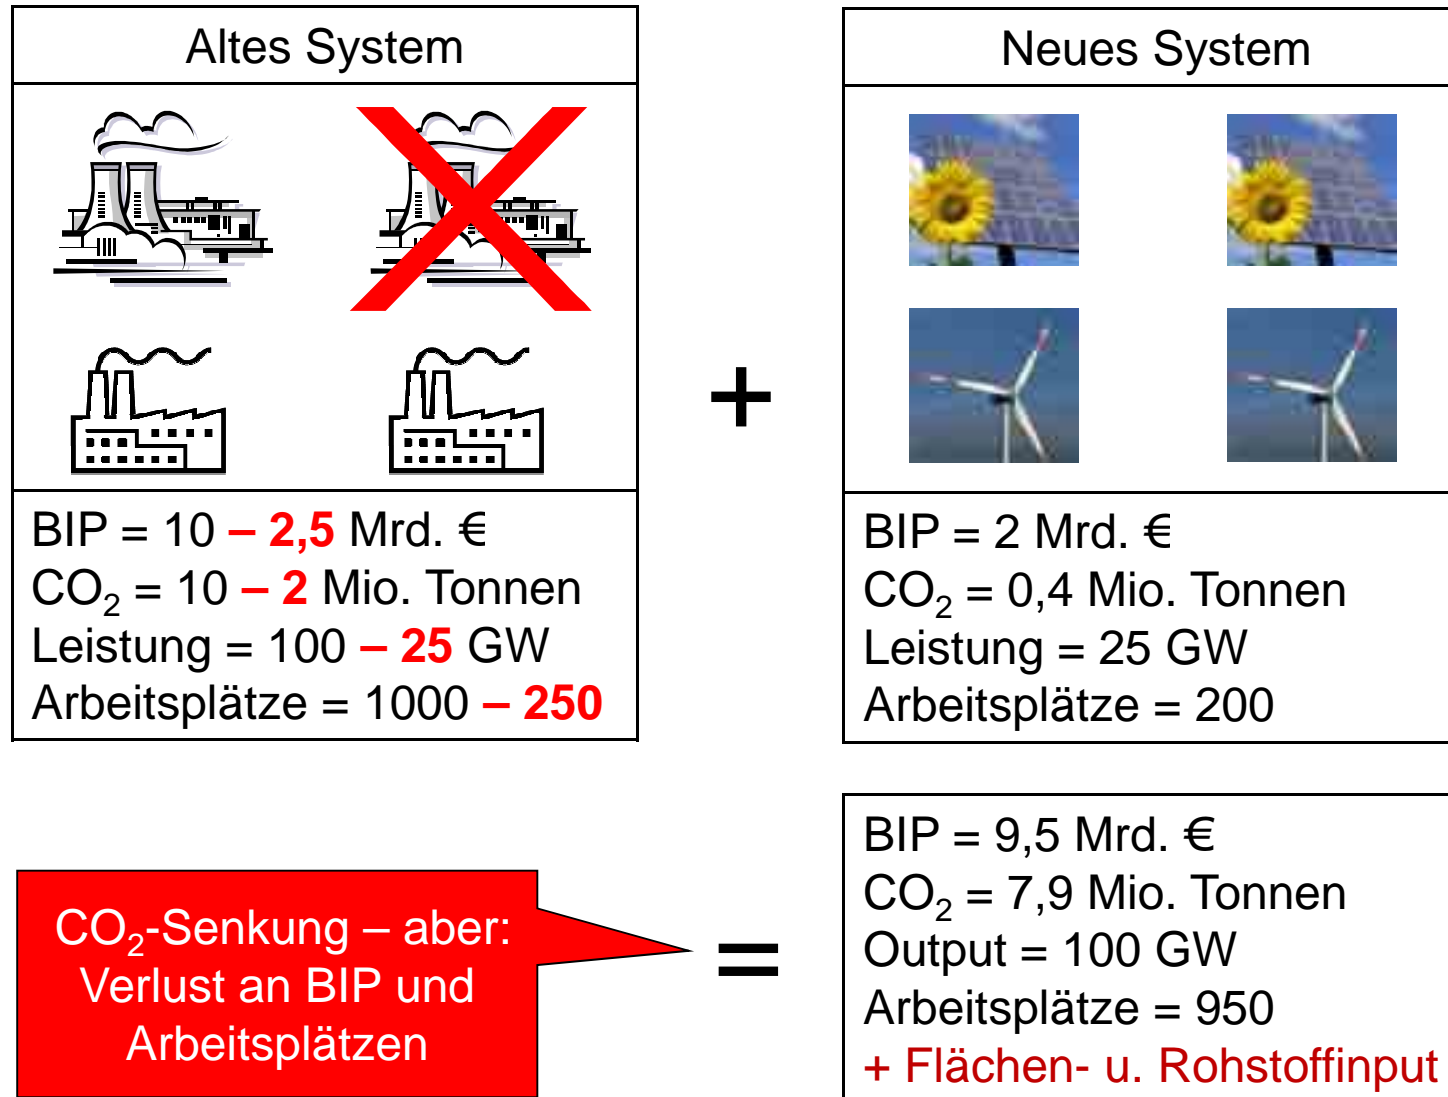 Altes System
BIP = 10 – 2,5 Mrd. €
CO₂ = 10 – 2 Mio. Tonnen
Leistung = 100 – 25 GW
Arbeitsplätze = 1000 – 250
+
Neues System
BIP = 2 Mrd. €
CO₂ = 0,4 Mio. Tonnen
Leistung = 25 GW
Arbeitsplätze = 200
CO₂-Senkung – aber:
Verlust an BIP und
Arbeitsplätzen
=
BIP = 9,5 Mrd. €
CO₂ = 7,9 Mio. Tonnen
Output = 100 GW
Arbeitsplätze = 950
+ Flächen- u. Rohstoffinput